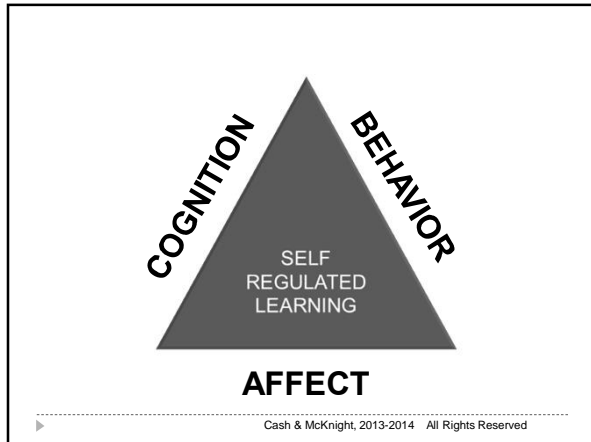 COGNITION
BEHAVIOR
SELF
REGULATED
LEARNING
AFFECT
Cash & McKnight, 2013-2014 All Rights Reserved